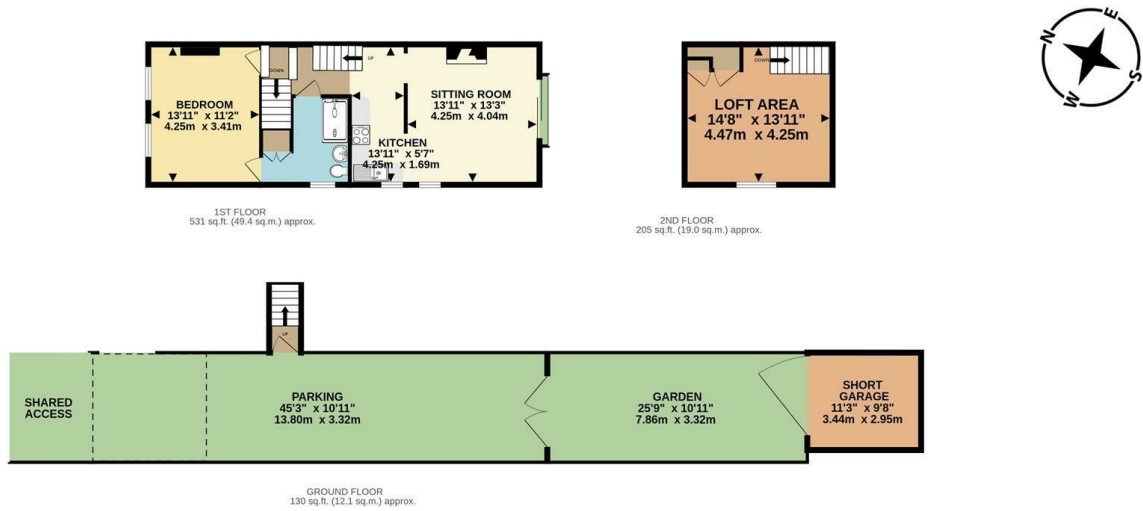 N
E
S
W
DOWN
UP
BEDROOM
13'11" x 11'2"
4.25m x 3.41m
SITTING ROOM
13'11" x 13'3"
4.25m x 4.04m
KITCHEN
13'11" x 5'7"
4.25m x 1.69m
1ST FLOOR
531 sq.ft. (49.4 sq.m.) approx.
DOWN
LOFT AREA
14'8" x 13'11"
4.47m x 4.25m
2ND FLOOR
205 sq.ft. (19.0 sq.m.) approx.
UP
SHARED
ACCESS
PARKING
45'3" x 10'11"
13.80m x 3.32m
GARDEN
25'9" x 10'11"
7.86m x 3.32m
SHORT
GARAGE
11'3" x 9'8"
3.44m x 2.95m
GROUND FLOOR
130 sq.ft. (12.1 sq.m.) approx.